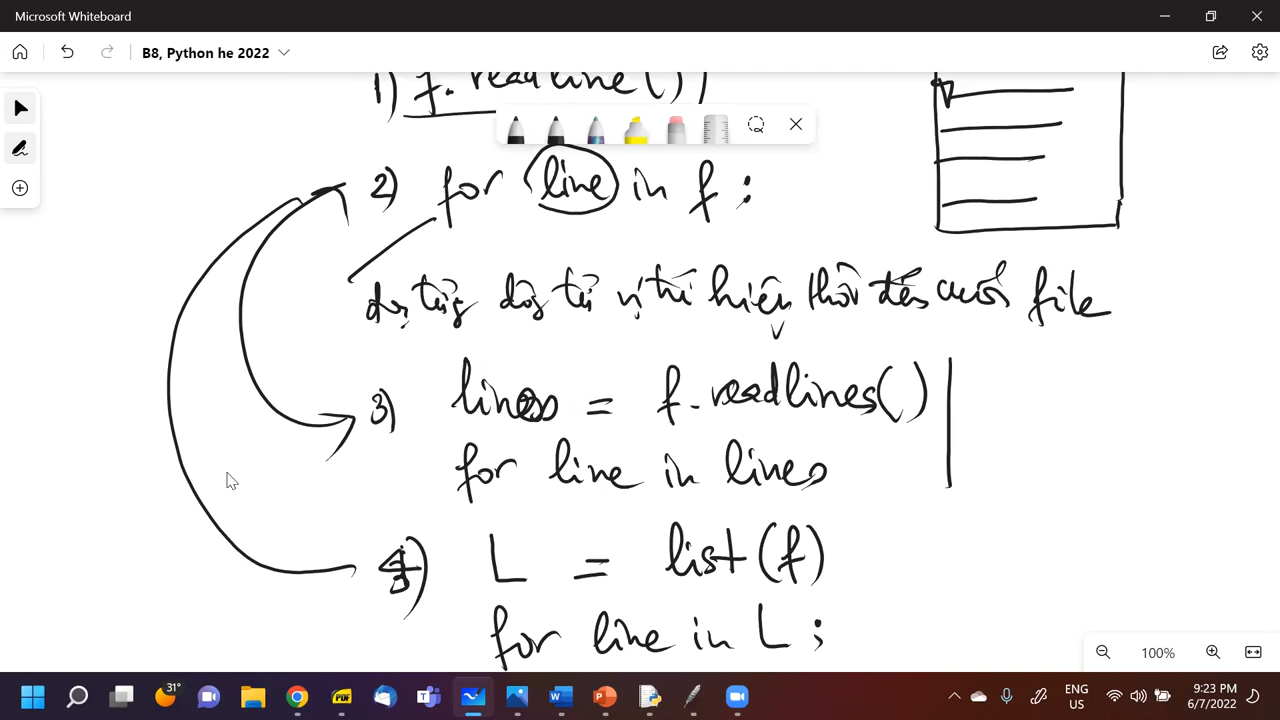 Microsoft Whiteboard
B8, Python he 2022
1) f.readline()
2) for line in f:
đọc từng dòng từ vị trí hiện thời đến cuối file
3) lines = f.readlines()
for line in lines
4) L = list(f)
for line in L:
100%
31°
ENG
US
9:23 PM
6/7/2022